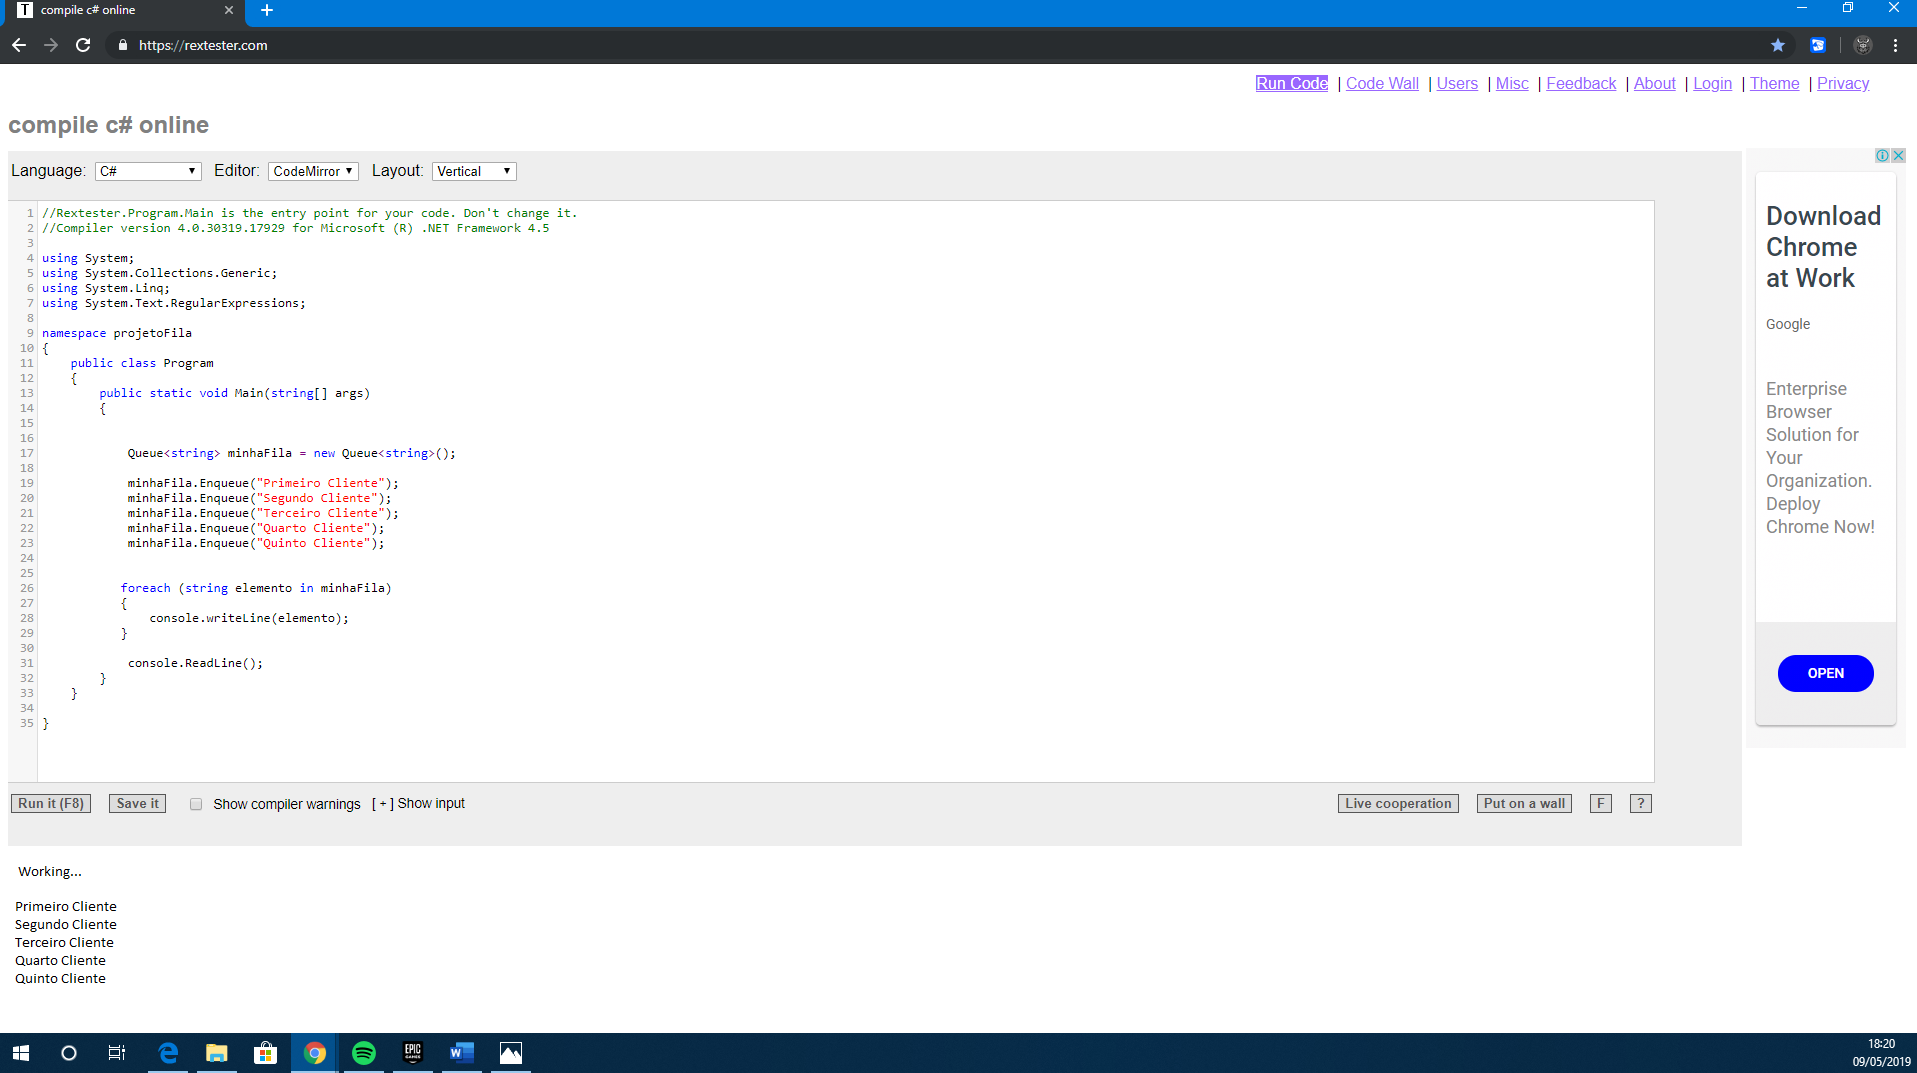 T compile c# online
https://rextester.com
Run Code | Code Wall | Users | Misc | Feedback | About | Login | Theme | Privacy
compile c# online
Language: C# Editor: CodeMirror Layout: Vertical
1 //Rextester.Program.Main is the entry point for your code. Don't change it.
2 //Compiler version 4.0.30319.17929 for Microsoft (R) .NET Framework 4.5
3
4 using System;
5 using System.Collections.Generic;
6 using System.Linq;
7 using System.Text.RegularExpressions;
8
9 namespace projetoFila
10 {
11 public class Program
12 {
13 public static void Main(string[] args)
14 {
15
16
17 Queue<string> minhaFila = new Queue<string>();
18
19 minhaFila.Enqueue("Primeiro Cliente");
20 minhaFila.Enqueue("Segundo Cliente");
21 minhaFila.Enqueue("Terceiro Cliente");
22 minhaFila.Enqueue("Quarto Cliente");
23 minhaFila.Enqueue("Quinto Cliente");
24
25
26 foreach (string elemento in minhaFila)
27 {
28 console.writeLine(elemento);
29 }
30
31 console.ReadLine();
32 }
33 }
34
35 }
Run it (F8) Save it Show compiler warnings [ + ] Show input Live cooperation Put on a wall F ?
Working...
Primeiro Cliente
Segundo Cliente
Terceiro Cliente
Quarto Cliente
Quinto Cliente
Download
Chrome
at Work
Google
Enterprise
Browser
Solution for
Your
Organization.
Deploy
Chrome Now!
OPEN
EPIC
GAMES
W
18:20
09/05/2019